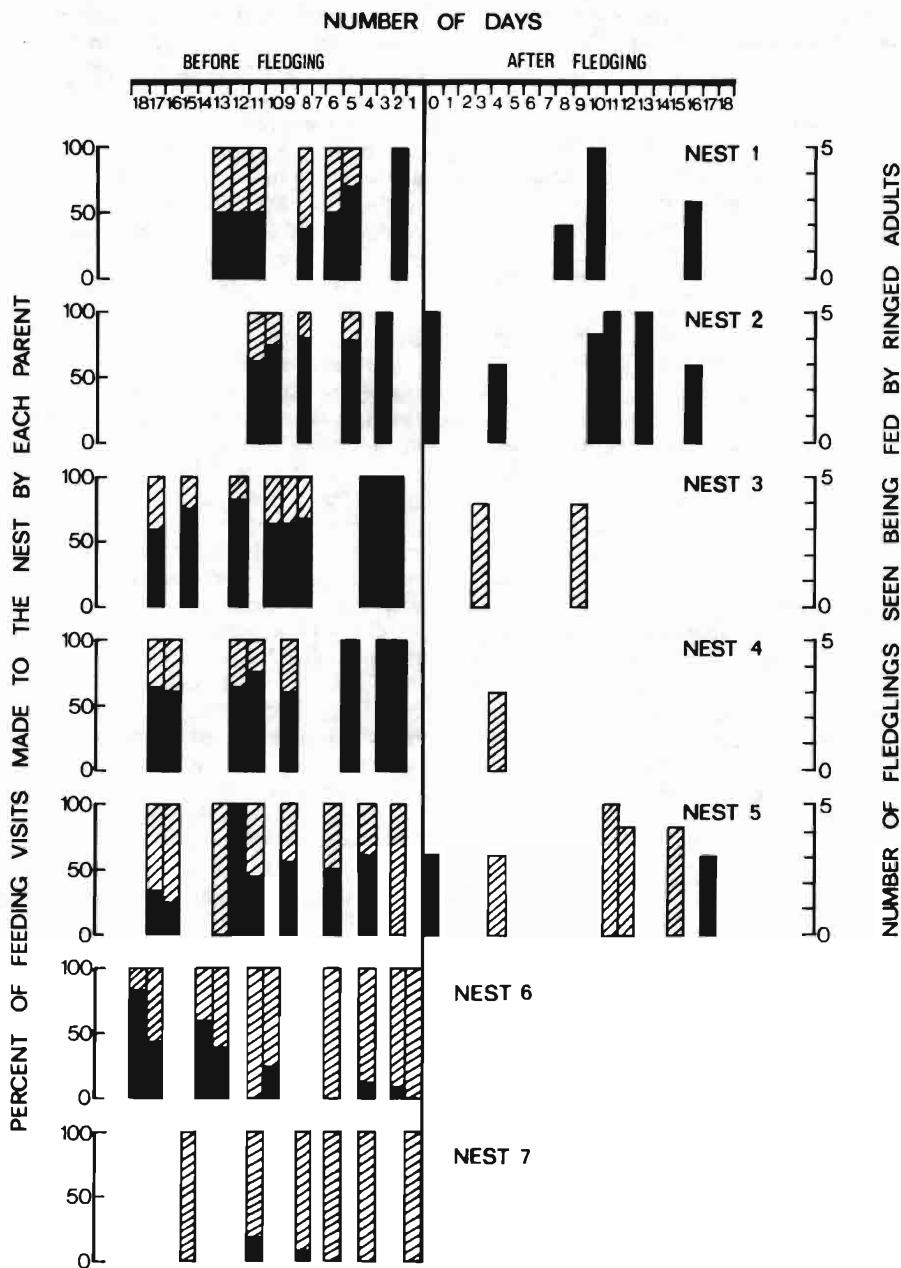 NUMBER OF DAYS
BEFORE FLEDGING
AFTER FLEDGING
18 17 16 15 14 13 12 11 10 9 8 7 6 5 4 3 2 1 0 1 2 3 4 5 6 7 8 9 10 11 12 13 14 15 16 17 18
PERCENT OF FEEDING VISITS MADE TO THE NEST BY EACH PARENT
NUMBER OF FLEDGLINGS SEEN BEING FED BY RINGED ADULTS
100 NEST 1 5
50
0 0
100 NEST 2 5
50
0 0
100 NEST 3 5
50
0 0
100 NEST 4 5
50
0 0
100 NEST 5 5
50
0 0
100 NEST 6
50
0
100 NEST 7
50
0